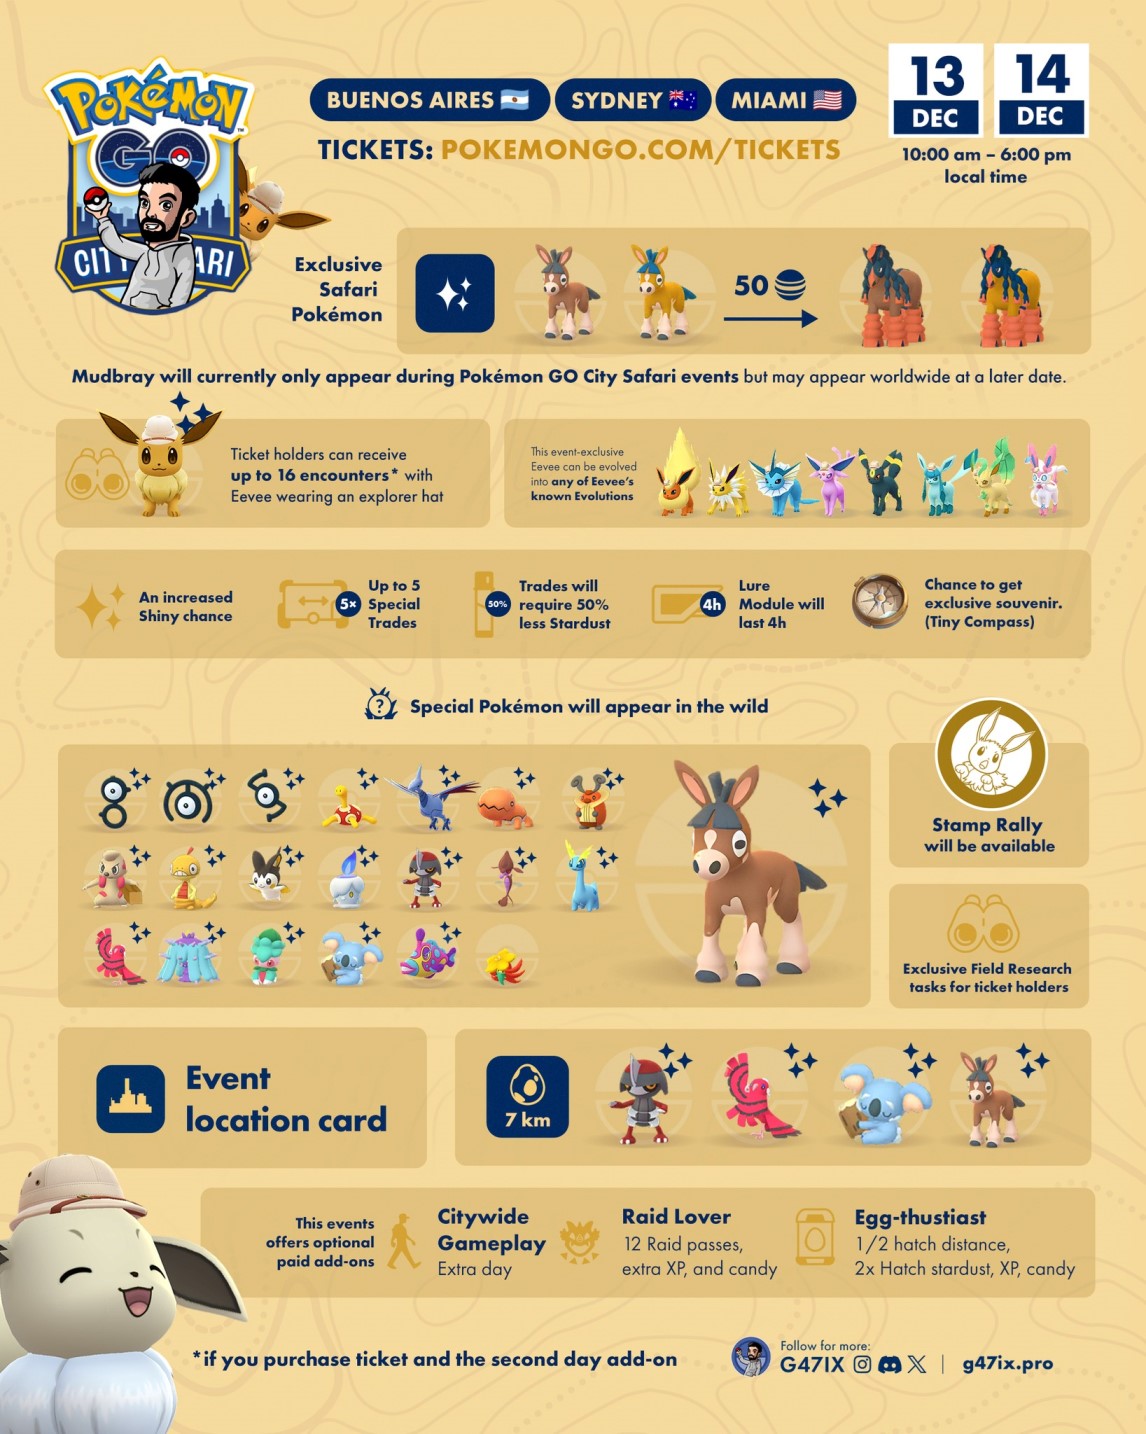 Pokémon
GO
CITY SAFARI
BUENOS AIRES
SYDNEY
MIAMI
TICKETS: POKEMONGO.COM/TICKETS
13
DEC
14
DEC
10:00 am – 6:00 pm
local time
Exclusive
Safari
Pokémon
50
Mudbray will currently only appear during Pokémon GO City Safari events but may appear worldwide at a later date.
Ticket holders can receive
up to 16 encounters* with
Eevee wearing an explorer hat
This event-exclusive
Eevee can be evolved
into any of Eevee's
known Evolutions
An increased
Shiny chance
5×
Up to 5
Special
Trades
50%
Trades will
require 50%
less Stardust
4h
Lure
Module will
last 4h
Chance to get
exclusive souvenir.
(Tiny Compass)
?
Special Pokémon will appear in the wild
Stamp Rally
will be available
Exclusive Field Research
tasks for ticket holders
Event
location card
7 km
This events
offers optional
paid add-ons
Citywide
Gameplay
Extra day
Raid Lover
12 Raid passes,
extra XP, and candy
Egg-thustiast
1/2 hatch distance,
2x Hatch stardust, XP, candy
*if you purchase ticket and the second day add-on
Follow for more:
G47IX
g47ix.pro